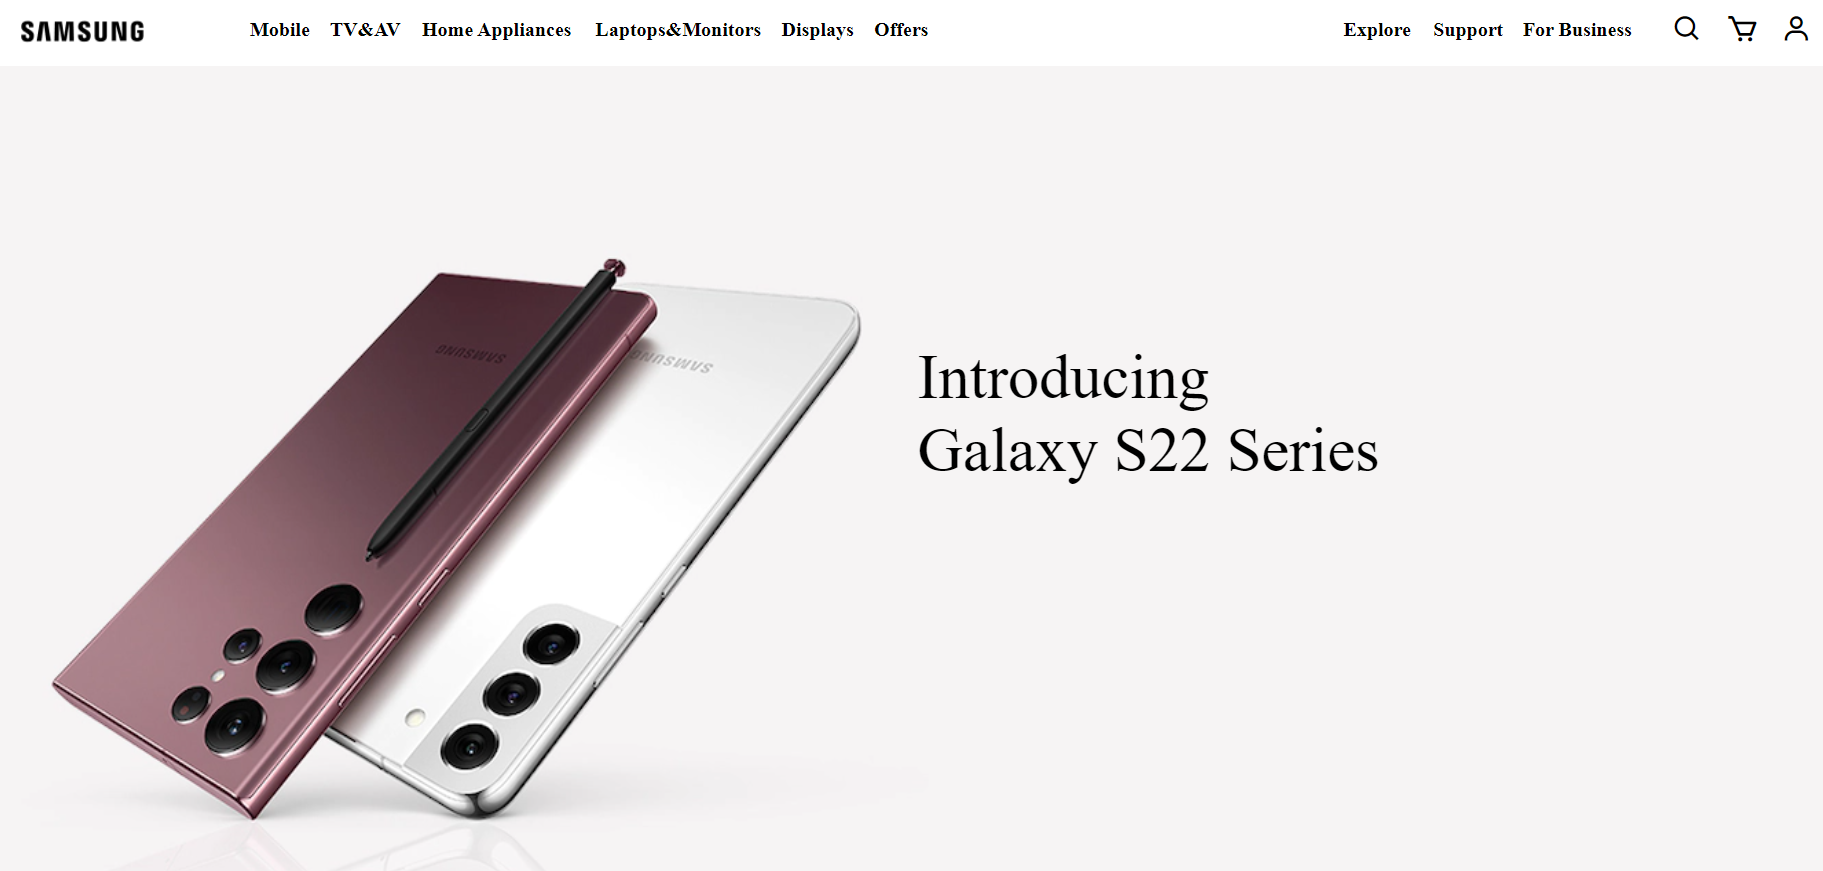 SAMSUNG Mobile TV&AV Home Appliances Laptops&Monitors Displays Offers Explore Support For Business
SAMSUNG
SAMSUNG
Introducing
Galaxy S22 Series